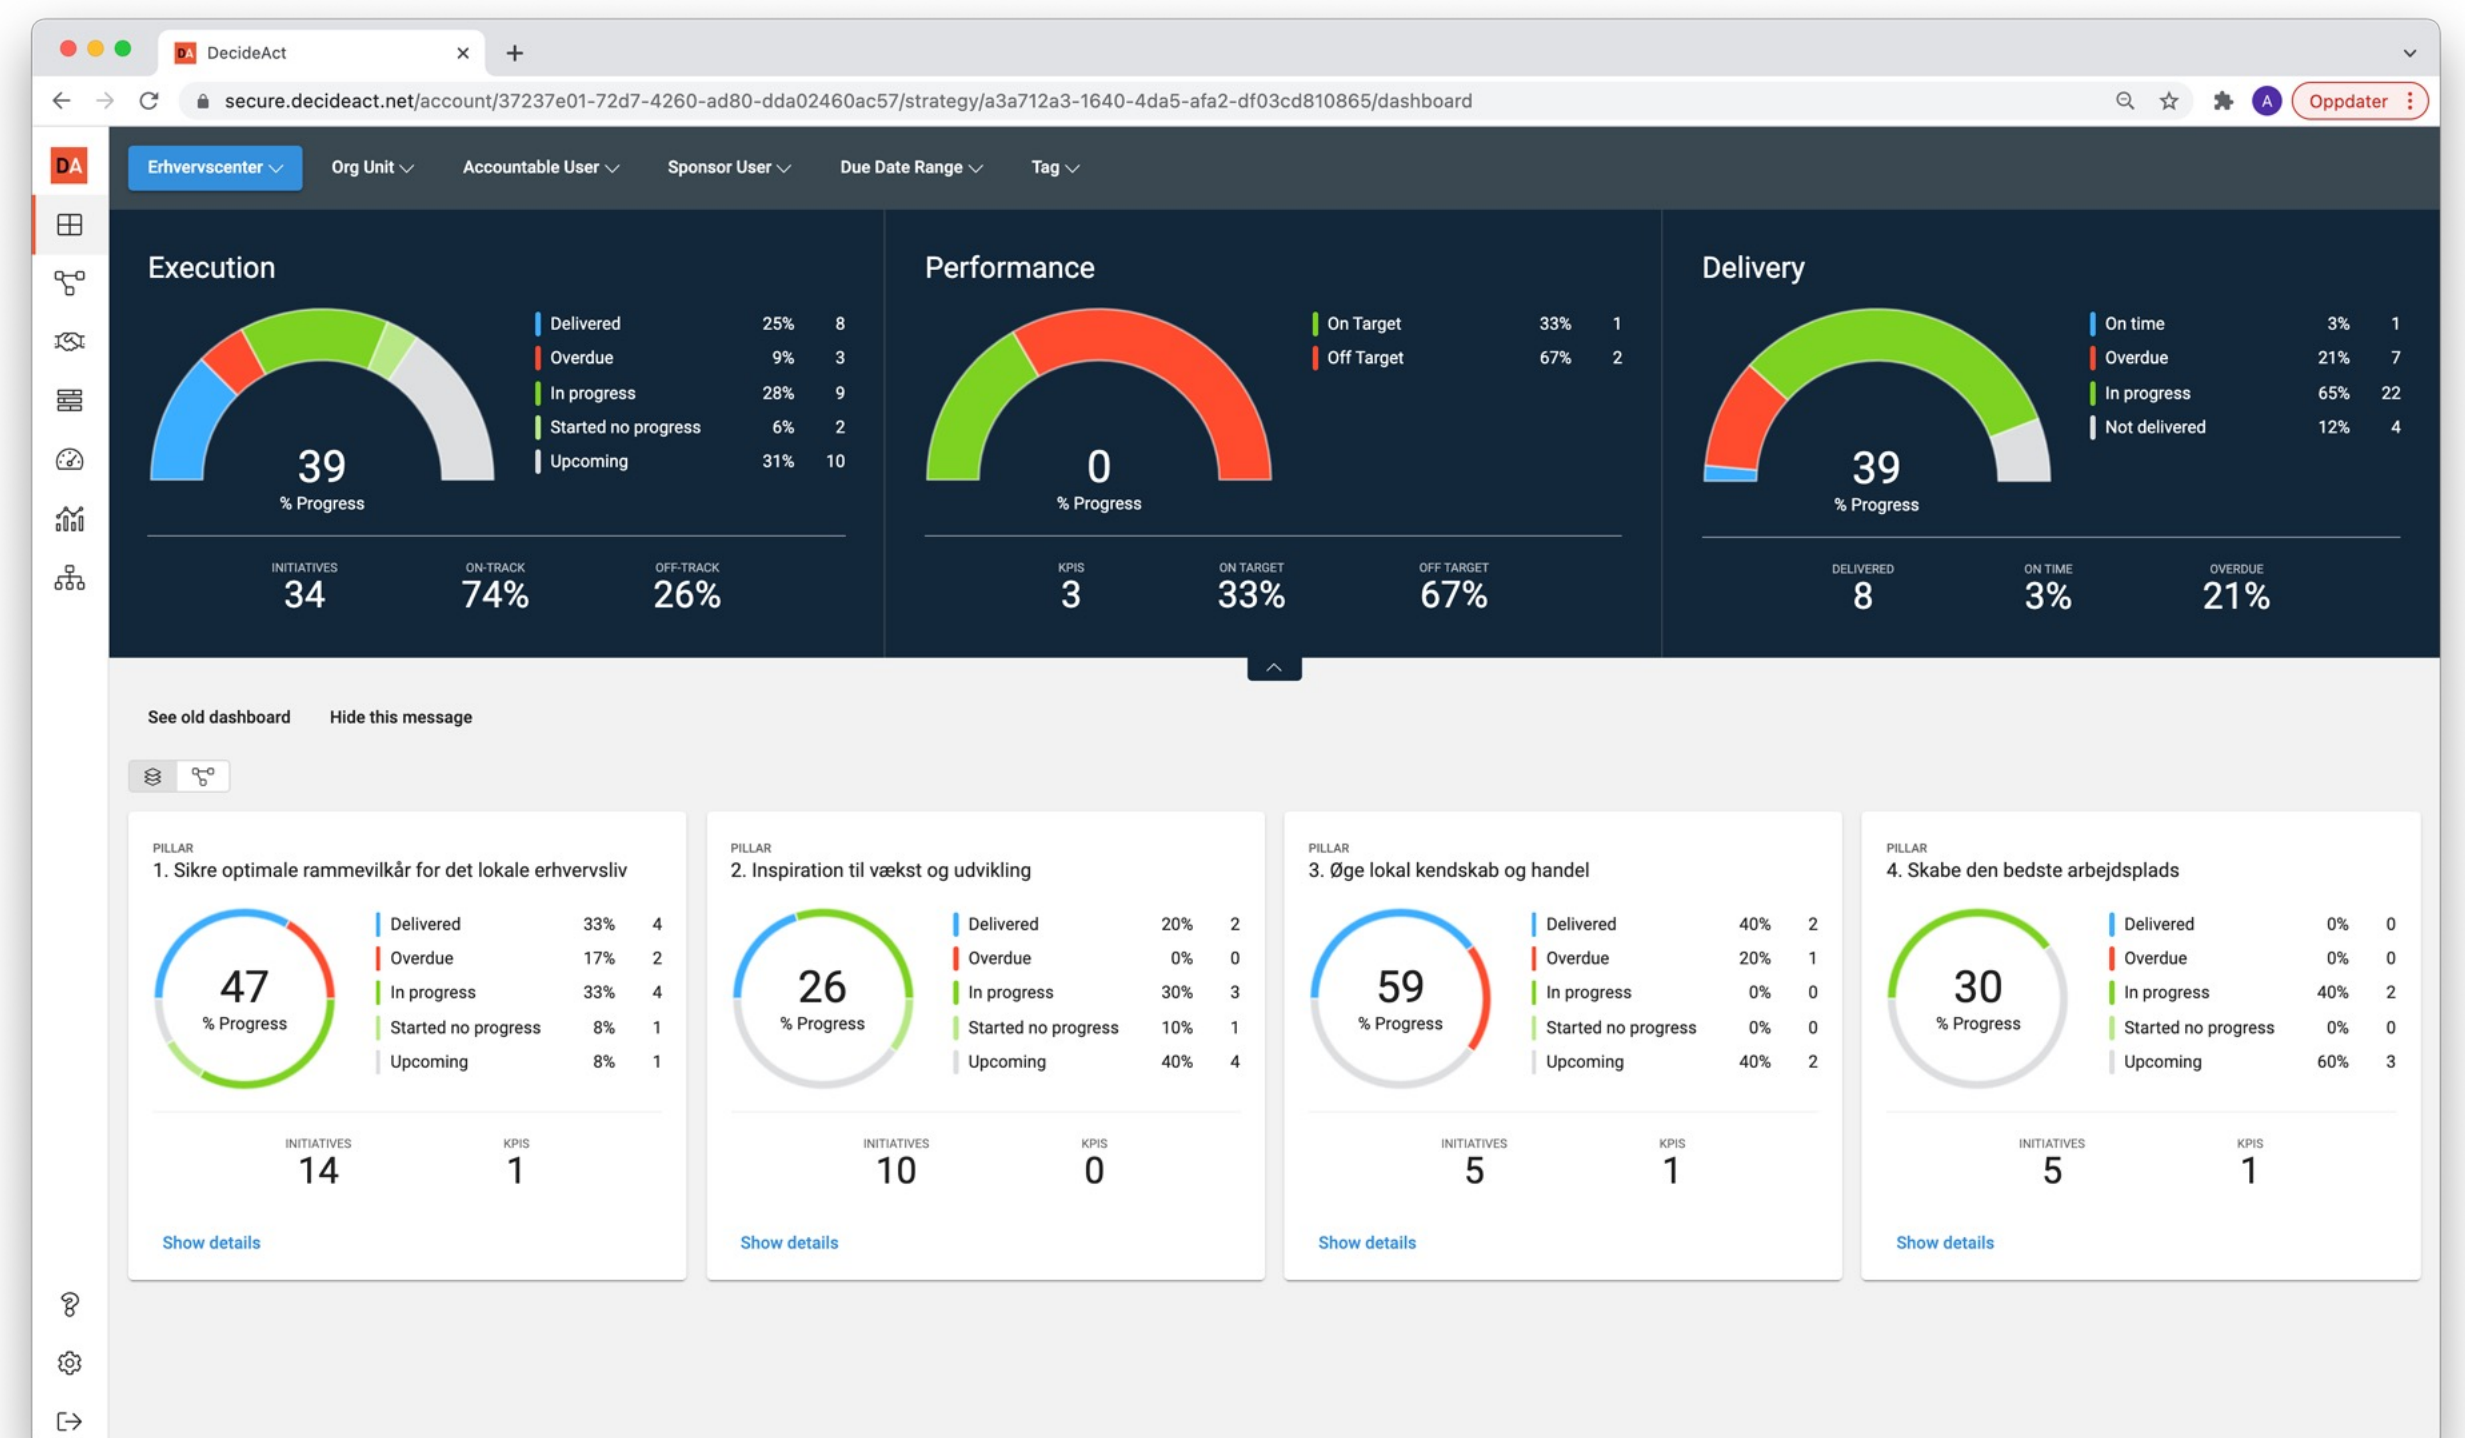 DA DecideAct
secure.decideact.net/account/37237e01-72d7-4260-ad80-dda02460ac57/strategy/a3a712a3-1640-4da5-afa2-df03cd810865/dashboard
A
Oppdater
DA
Erhvervscenter
Org Unit
Accountable User
Sponsor User
Due Date Range
Tag
Execution
39
% Progress
Delivered 25% 8
Overdue 9% 3
In progress 28% 9
Started no progress 6% 2
Upcoming 31% 10
INITIATIVES
34
ON-TRACK
74%
OFF-TRACK
26%
Performance
0
% Progress
On Target 33% 1
Off Target 67% 2
KPIS
3
ON TARGET
33%
OFF TARGET
67%
Delivery
39
% Progress
On time 3% 1
Overdue 21% 7
In progress 65% 22
Not delivered 12% 4
DELIVERED
8
ON TIME
3%
OVERDUE
21%
See old dashboard
Hide this message
PILLAR
1. Sikre optimale rammevilkår for det lokale erhvervsliv
47
% Progress
Delivered 33% 4
Overdue 17% 2
In progress 33% 4
Started no progress 8% 1
Upcoming 8% 1
INITIATIVES
14
KPIS
1
Show details
PILLAR
2. Inspiration til vækst og udvikling
26
% Progress
Delivered 20% 2
Overdue 0% 0
In progress 30% 3
Started no progress 10% 1
Upcoming 40% 4
INITIATIVES
10
KPIS
0
Show details
PILLAR
3. Øge lokal kendskab og handel
59
% Progress
Delivered 40% 2
Overdue 20% 1
In progress 0% 0
Started no progress 0% 0
Upcoming 40% 2
INITIATIVES
5
KPIS
1
Show details
PILLAR
4. Skabe den bedste arbejdsplads
30
% Progress
Delivered 0% 0
Overdue 0% 0
In progress 40% 2
Started no progress 0% 0
Upcoming 60% 3
INITIATIVES
5
KPIS
1
Show details